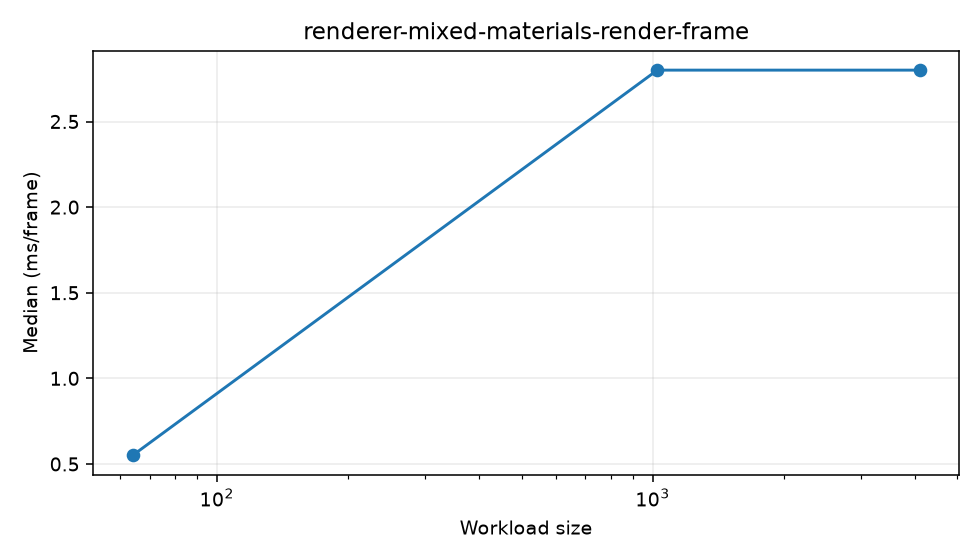 renderer-mixed-materials-render-frame
Median (ms/frame)
2.5
2.0
1.5
1.0
0.5
10²
10³
Workload size